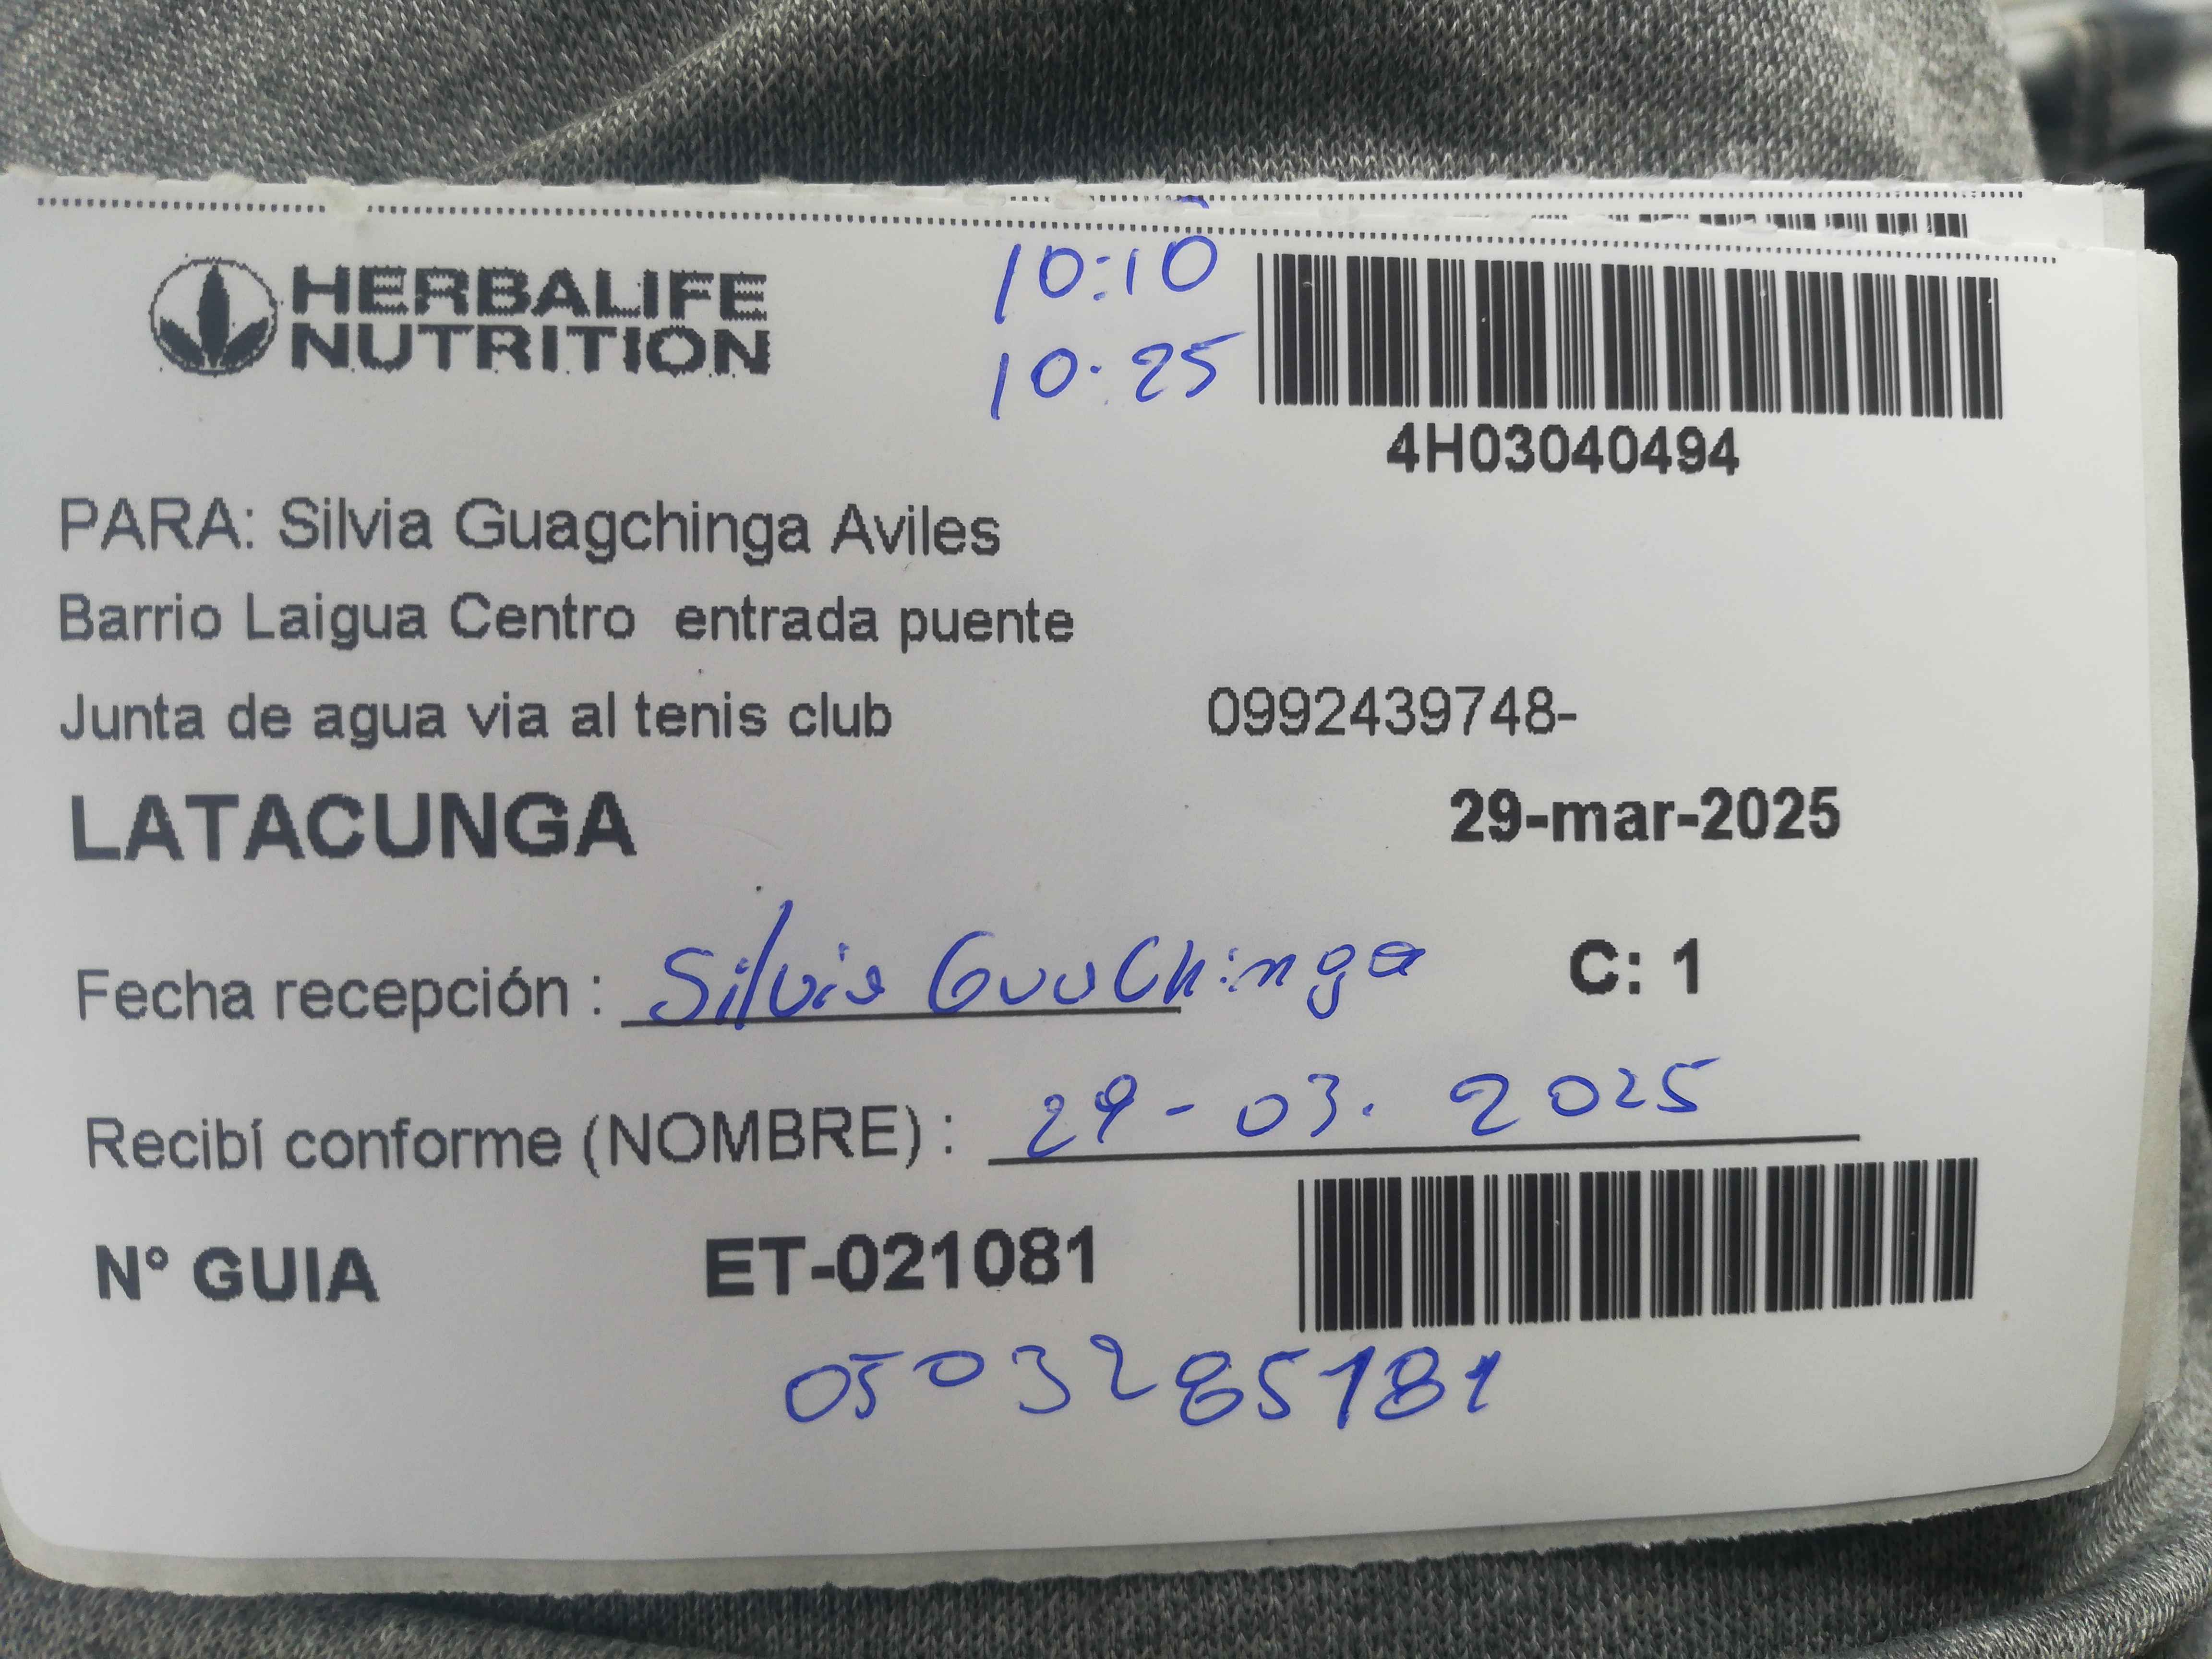 HERBALIFE
NUTRITION
10:10
10:25
4H03040494
PARA: Silvia Guagchinga Aviles
Barrio Laigua Centro entrada puente
Junta de agua via al tenis club 0992439748-
LATACUNGA 29-mar-2025
Fecha recepción : Silvia Guachinga C: 1
Recibí conforme (NOMBRE) : 29-03. 2025
N° GUIA ET-021081
0503285181